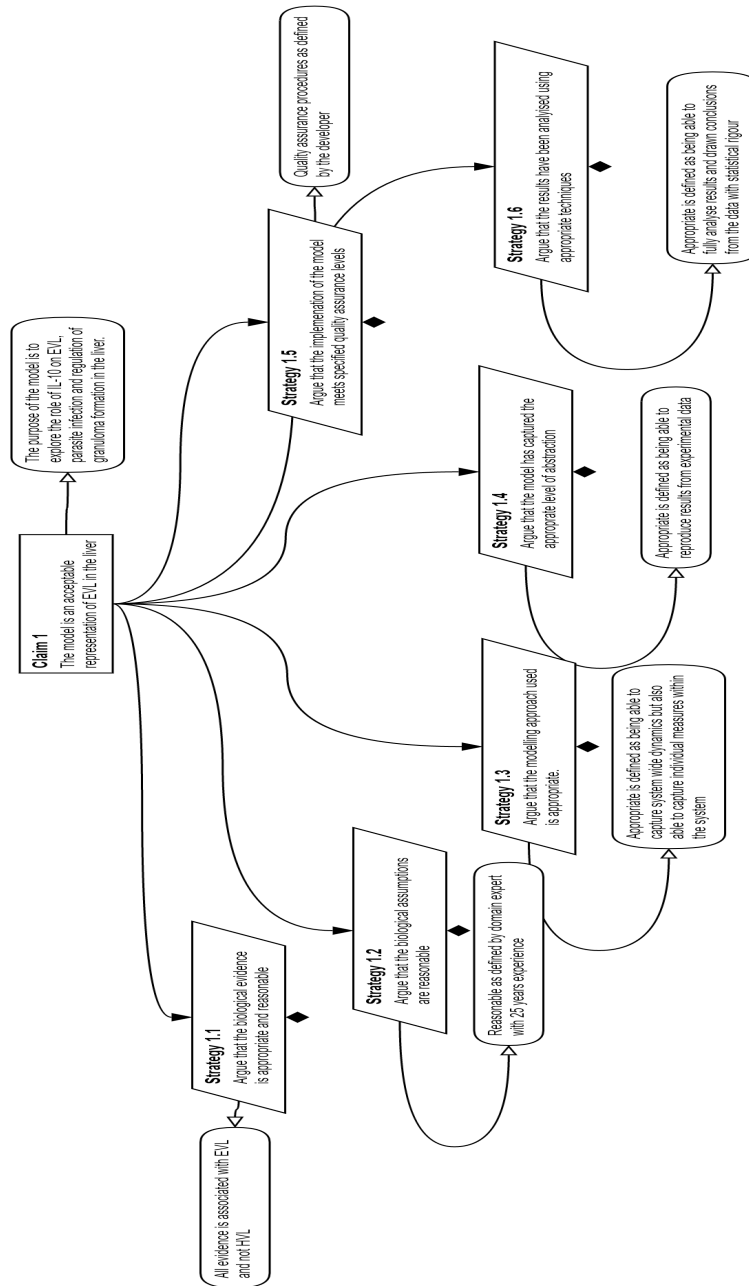 Claim 1
The model is an acceptable
representation of EVL in the liver
The purpose of the model is to
explore the role of IL-10 on EVL,
parasite infection and regulation of
granuloma formation in the liver.
Strategy 1.1
Argue that the biological evidence
is appropriate and reasonable
All evidence is associated with EVL
and not HVL
Strategy 1.2
Argue that the biological assumptions
are reasonable
Reasonable as defined by domain expert
with 25 years experience
Strategy 1.3
Argue that the modelling approach used
is appropriate.
Appropriate is defined as being able to
capture system wide dynamics but also
able to capture individual measures within
the system
Strategy 1.4
Argue that the model has captured the
approprate level of abstraction
Appropriate is defined as being able to
reproduce results from experimental data
Strategy 1.5
Argue that the implemenation of the model
meets specified quality assurance levels
Quality assurance procedures as defined
by the developer
Strategy 1.6
Argue that the results have been analyised using
appropriate techniques
Appropriate is defined as being able to
fully analyse results and drawn conclusions
from the data with statistical rigour